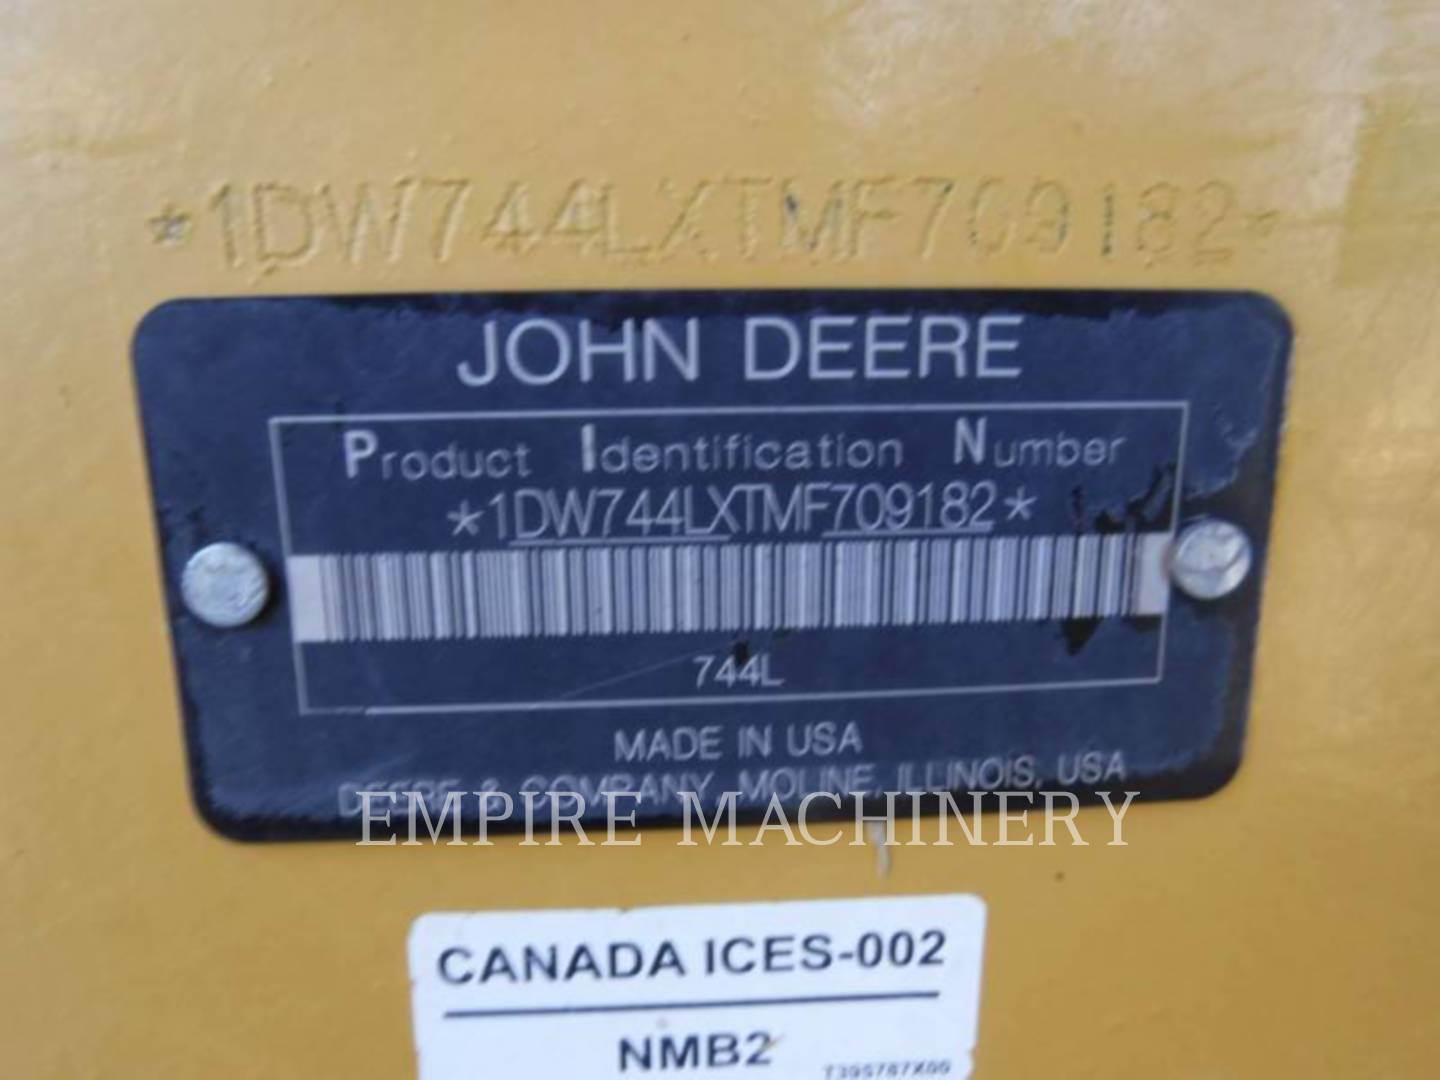 *1DW744LXTMF709182*
JOHN DEERE
Product Identification Number
*1DW744LXTMF709182*
744L
MADE IN USA
DEERE & COMPANY, MOLINE, ILLINOIS, USA
EMPIRE MACHINERY
CANADA ICES-002
NMB2